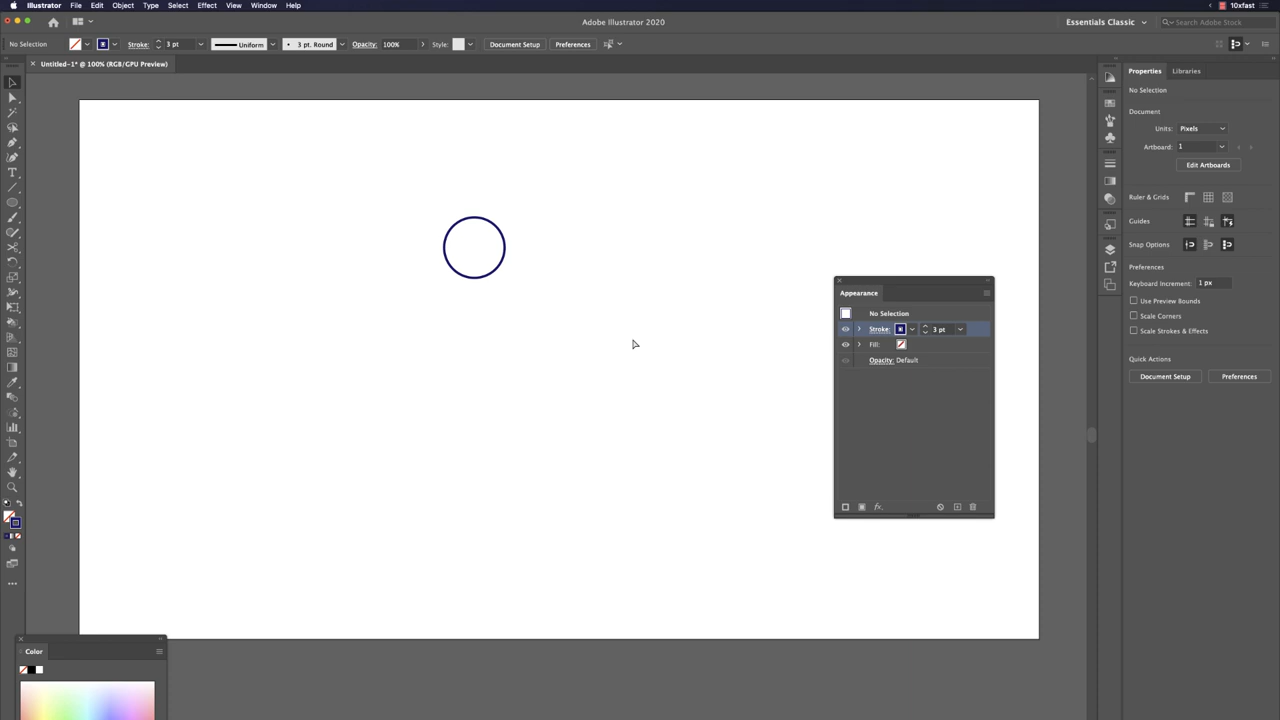 Illustrator File Edit Object Type Select Effect View Window Help 10xfast
Adobe Illustrator 2020 Essentials Classic Search Adobe Stock
No Selection Stroke: 3 pt Uniform 3 pt. Round Opacity: 100% Style: Document Setup Preferences
Untitled-1* @ 100% (RGB/GPU Preview)
Properties Libraries
No Selection
Document
Units: Pixels
Artboard: 1
Edit Artboards
Ruler & Grids
Guides
Snap Options
Preferences
Keyboard Increment: 1 px
Use Preview Bounds
Scale Corners
Scale Strokes & Effects
Quick Actions
Document Setup Preferences
Appearance
No Selection
Stroke: 3 pt
Fill:
Opacity: Default
fx.
Color